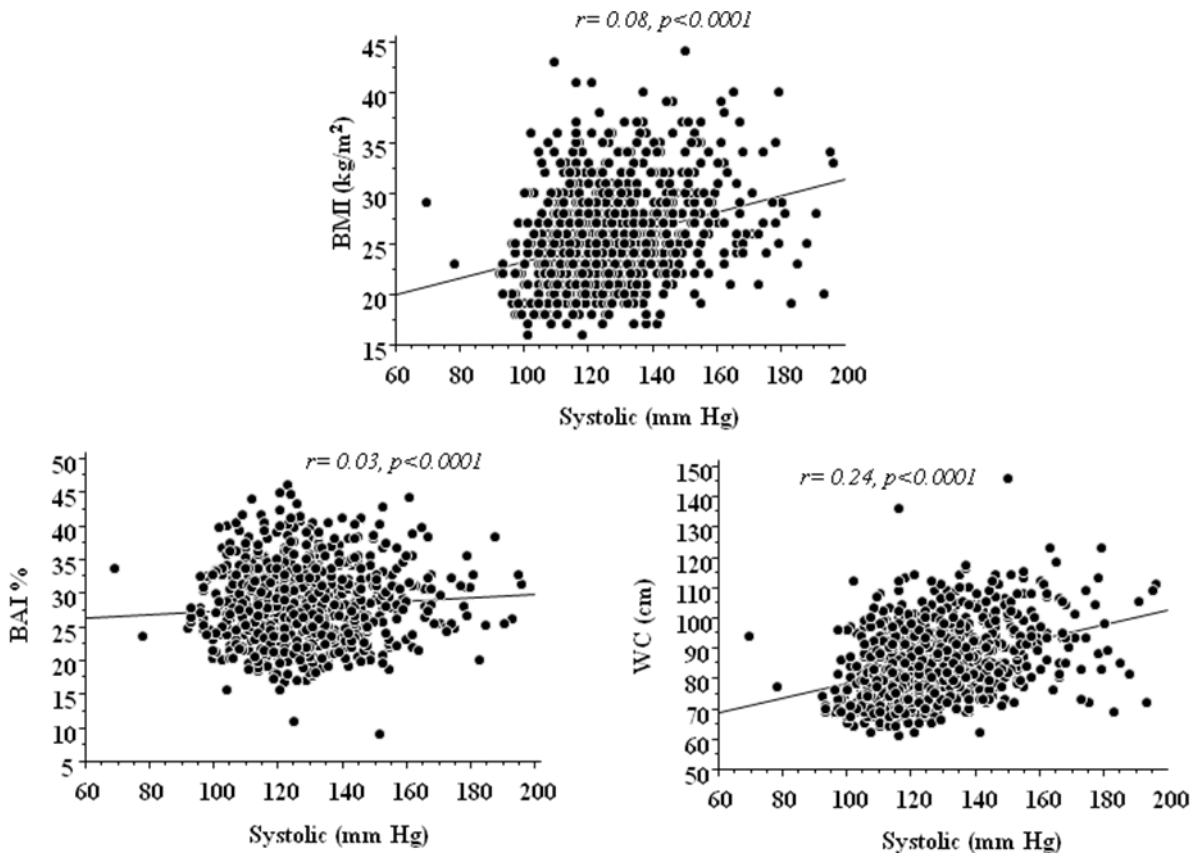 r= 0.08, p<0.0001
45
40
35
30
25
20
15
BMI (kg/m²)
60 80 100 120 140 160 180 200
Systolic (mm Hg)
r= 0.03, p<0.0001
50
45
40
35
30
25
20
15
10
5
BAI %
60 80 100 120 140 160 180 200
Systolic (mm Hg)
r= 0.24, p<0.0001
150
140
130
120
110
100
90
80
70
60
50
WC (cm)
60 80 100 120 140 160 180 200
Systolic (mm Hg)